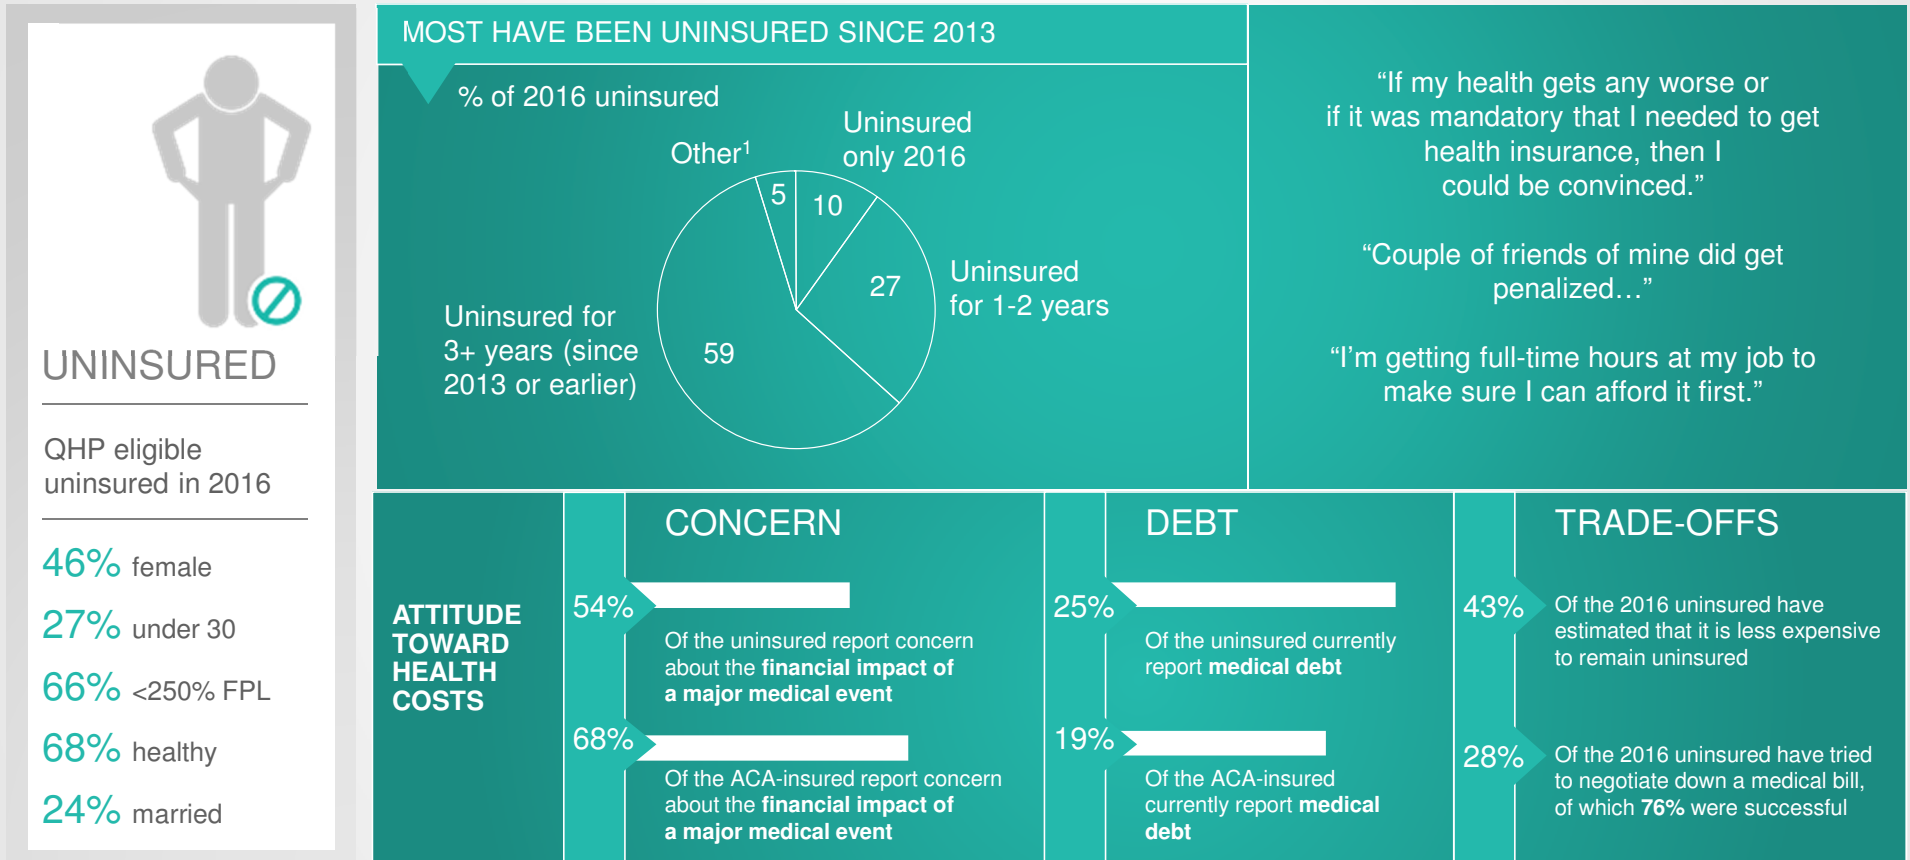 UNINSURED
QHP eligible
uninsured in 2016
46% female
27% under 30
66% <250% FPL
68% healthy
24% married
MOST HAVE BEEN UNINSURED SINCE 2013
% of 2016 uninsured
Other¹
Uninsured
only 2016
5
10
27
59
Uninsured
for 1-2 years
Uninsured for
3+ years (since
2013 or earlier)
“If my health gets any worse or
if it was mandatory that I needed to get
health insurance, then I
could be convinced.”
“Couple of friends of mine did get
penalized…”
“I’m getting full-time hours at my job to
make sure I can afford it first.”
ATTITUDE
TOWARD
HEALTH
COSTS
CONCERN
54%
Of the uninsured report concern
about the financial impact of
a major medical event
68%
Of the ACA-insured report concern
about the financial impact of
a major medical event
DEBT
25%
Of the uninsured currently
report medical debt
19%
Of the ACA-insured
currently report medical
debt
TRADE-OFFS
43%
Of the 2016 uninsured have
estimated that it is less expensive
to remain uninsured
28%
Of the 2016 uninsured have tried
to negotiate down a medical bill,
of which 76% were successful